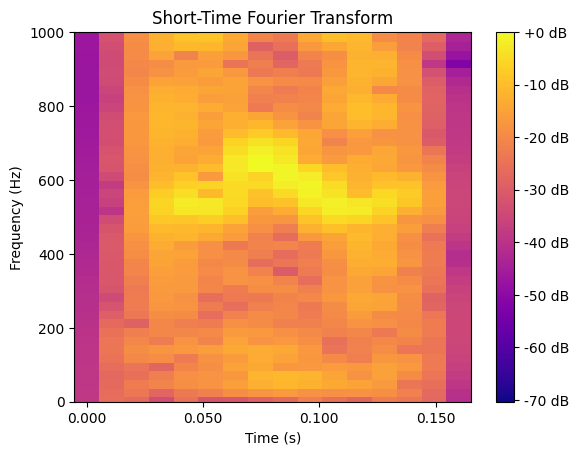 Short-Time Fourier Transform
Frequency (Hz)
1000
800
600
400
200
0
0.000
0.050
0.100
0.150
Time (s)
+0 dB
-10 dB
-20 dB
-30 dB
-40 dB
-50 dB
-60 dB
-70 dB